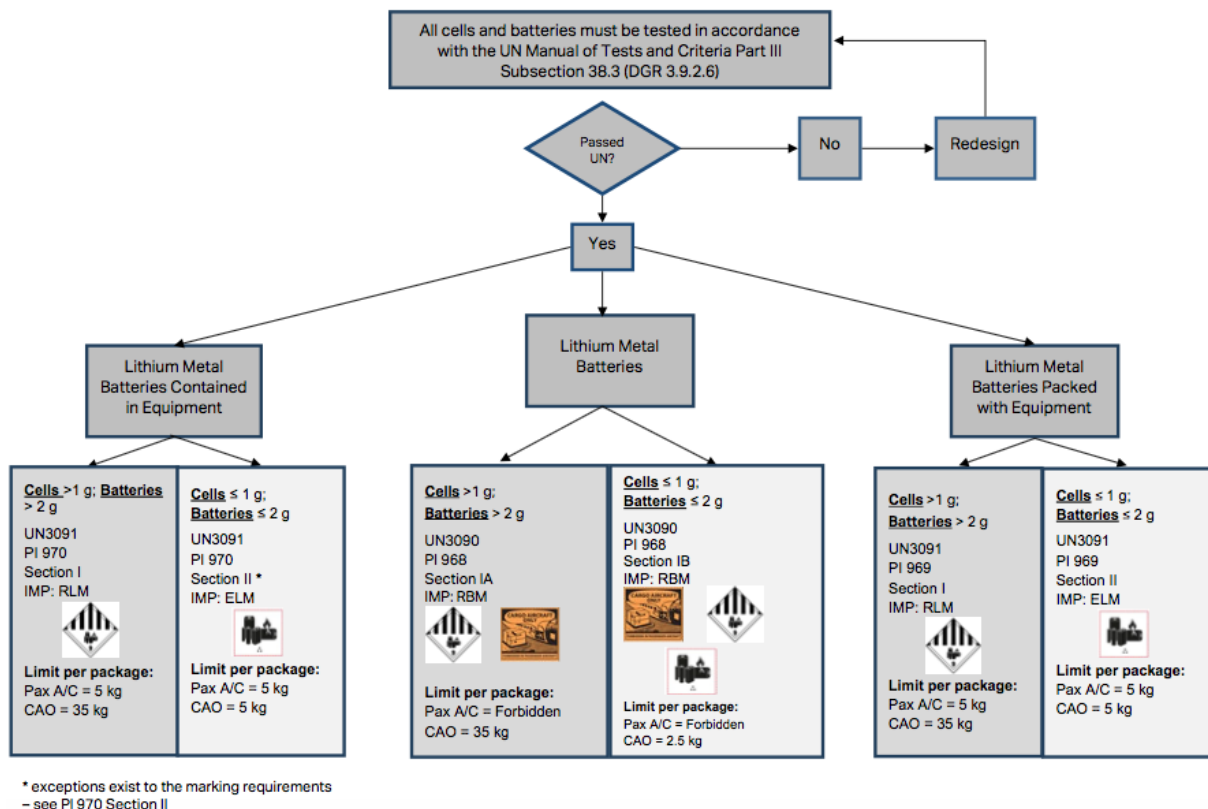 All cells and batteries must be tested in accordance
with the UN Manual of Tests and Criteria Part III
Subsection 38.3 (DGR 3.9.2.6)
Passed
UN?
No
Redesign
Yes
Lithium Metal
Batteries Contained
in Equipment
Lithium Metal
Batteries
Lithium Metal
Batteries Packed
with Equipment
Cells >1 g; Batteries
> 2 g
UN3091
PI 970
Section I
IMP: RLM
Limit per package:
Pax A/C = 5 kg
CAO = 35 kg
Cells ≤ 1 g;
Batteries ≤ 2 g
UN3091
PI 970
Section II *
IMP: ELM
Limit per package:
Pax A/C = 5 kg
CAO = 5 kg
Cells >1 g;
Batteries > 2 g
UN3090
PI 968
Section IA
IMP: RBM
CARGO AIRCRAFT
ONLY
Limit per package:
Pax A/C = Forbidden
CAO = 35 kg
Cells ≤ 1 g;
Batteries ≤ 2 g
UN3090
PI 968
Section IB
IMP: RBM
CARGO AIRCRAFT
ONLY
Limit per package:
Pax A/C = Forbidden
CAO = 2.5 kg
Cells >1 g;
Batteries > 2 g
UN3091
PI 969
Section I
IMP: RLM
Limit per package:
Pax A/C = 5 kg
CAO = 35 kg
Cells ≤ 1 g;
Batteries ≤ 2 g
UN3091
PI 969
Section II
IMP: ELM
Limit per package:
Pax A/C = 5 kg
CAO = 5 kg
* exceptions exist to the marking requirements
– see PI 970 Section II